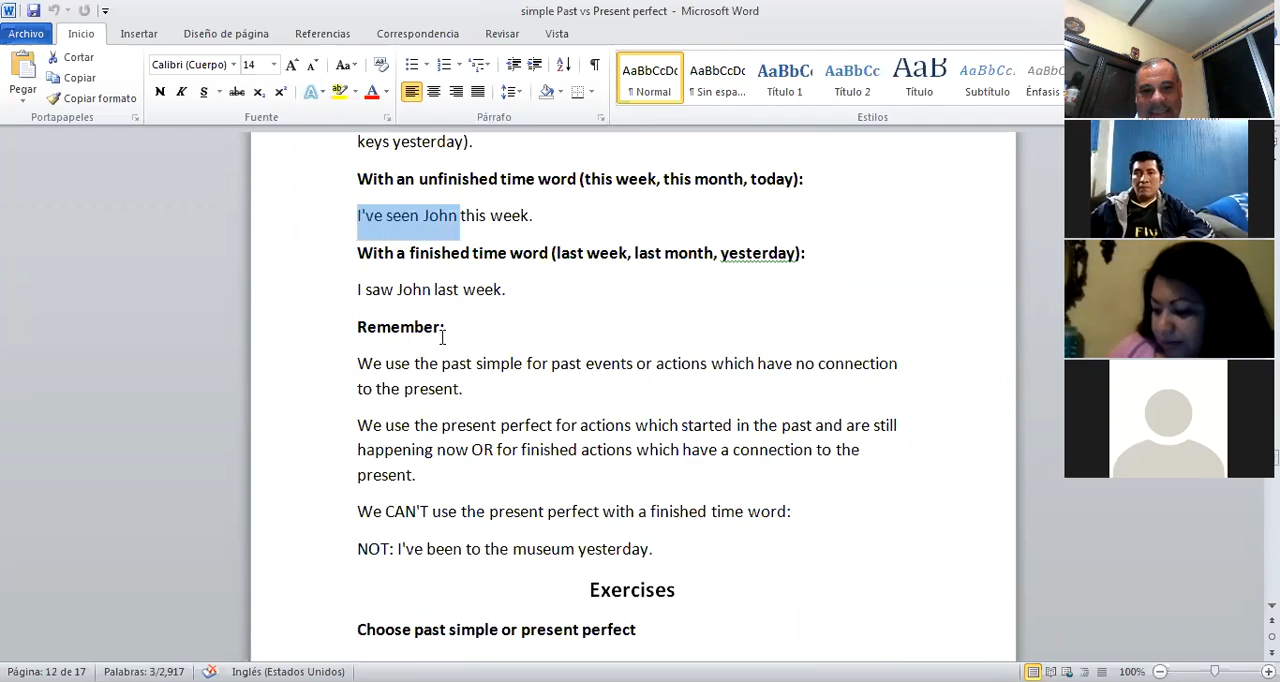 simple Past vs Present perfect - Microsoft Word
Archivo Inicio Insertar Diseño de página Referencias Correspondencia Revisar Vista
Cortar
Copiar
Copiar formato
Pegar
Portapapeles
Calibri (Cuerpo) 14
Fuente
Párrafo
AaBbCcDc AaBbCcDc AaBbC AaBbCc AaB AaBbCc AaBbCc
¶ Normal ¶ Sin espa... Título 1 Título 2 Título Subtítulo Énfasis
Estilos
keys yesterday).
With an unfinished time word (this week, this month, today):
I've seen John this week.
With a finished time word (last week, last month, yesterday):
I saw John last week.
Remember:
We use the past simple for past events or actions which have no connection
to the present.
We use the present perfect for actions which started in the past and are still
happening now OR for finished actions which have a connection to the
present.
We CAN'T use the present perfect with a finished time word:
NOT: I've been to the museum yesterday.
Exercises
Choose past simple or present perfect
Página: 12 de 17 Palabras: 3/2,917 Inglés (Estados Unidos) 100%